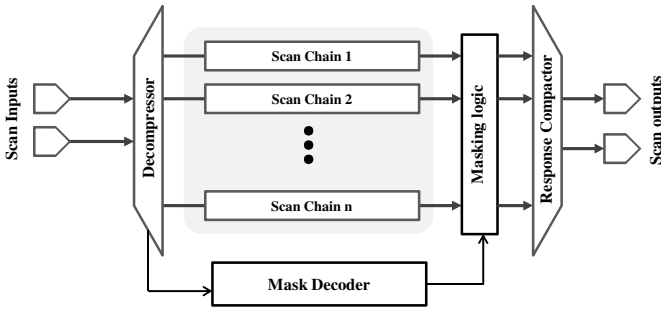 Scan Inputs
Decompressor
Scan Chain 1
Scan Chain 2
Scan Chain n
Masking logic
Response Compactor
Scan outputs
Mask Decoder